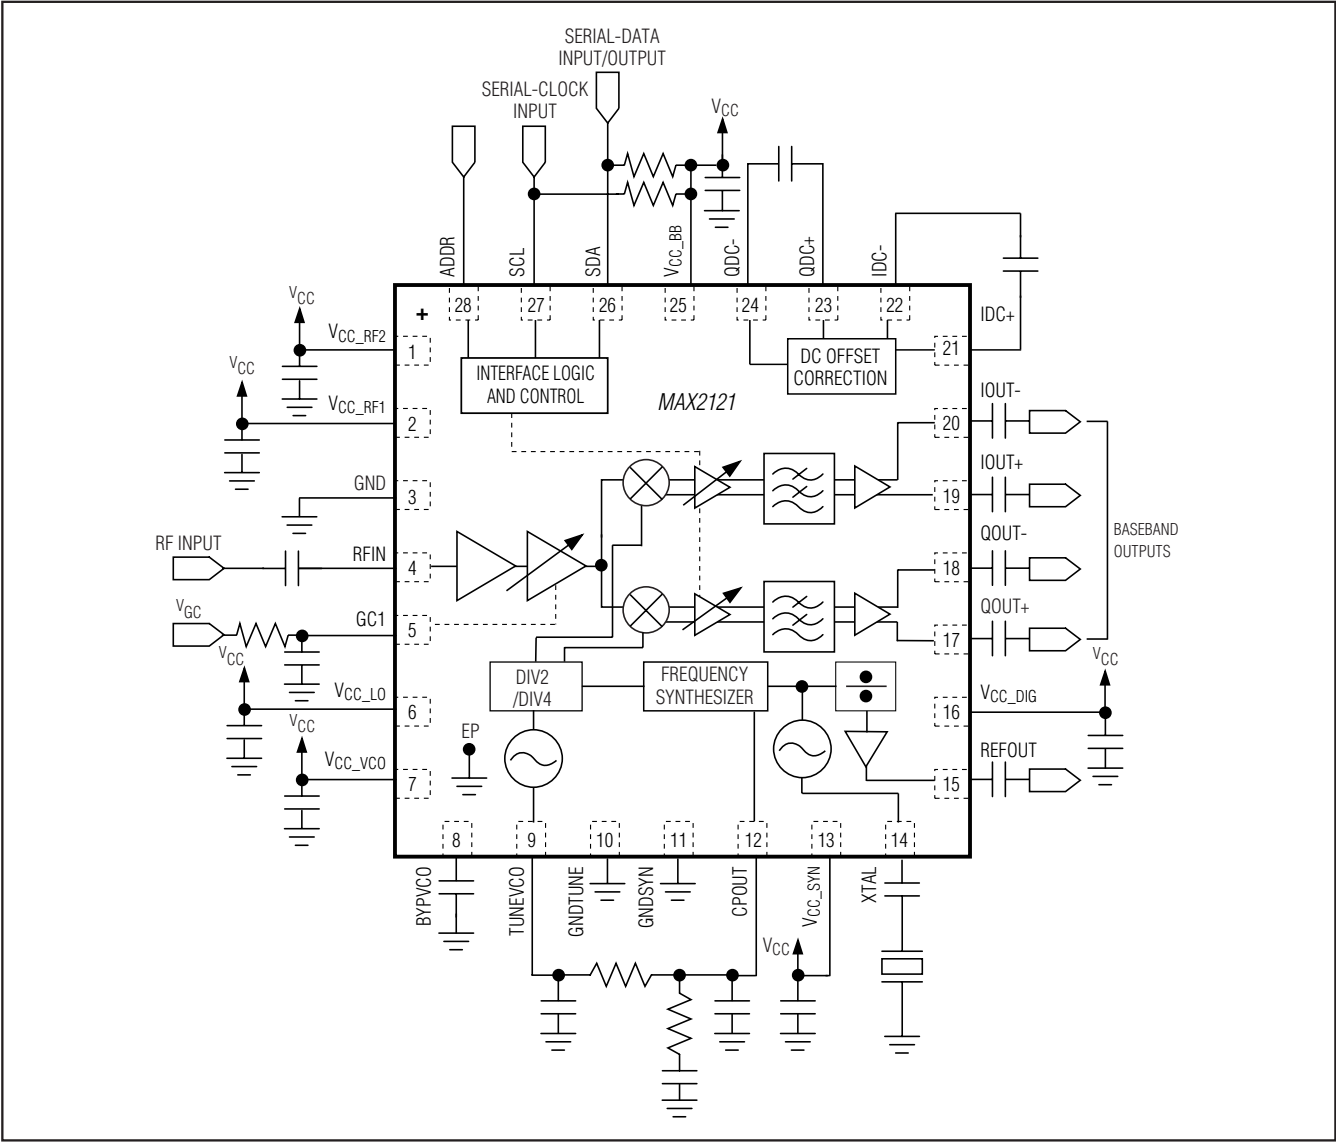 SERIAL-DATA
INPUT/OUTPUT
SERIAL-CLOCK
INPUT
VCC
ADDR
SCL
SDA
VCC_BB
QDC-
QDC+
IDC-
28
27
26
25
24
23
22
+
IDC+
VCC
VCC_RF2
1
21
INTERFACE LOGIC
AND CONTROL
DC OFFSET
CORRECTION
MAX2121
VCC
VCC_RF1
2
20
IOUT-
GND
3
19
IOUT+
BASEBAND
OUTPUTS
RF INPUT
RFIN
4
18
QOUT-
VGC
GC1
5
17
QOUT+
VCC
VCC_LO
6
DIV2
/DIV4
FREQUENCY
SYNTHESIZER
16
VCC_DIG
VCC
VCC
VCC_VCO
7
EP
15
REFOUT
8
9
10
11
12
13
14
BYPVCO
TUNEVCO
GNDTUNE
GNDSYN
CPOUT
VCC_SYN
XTAL
VCC